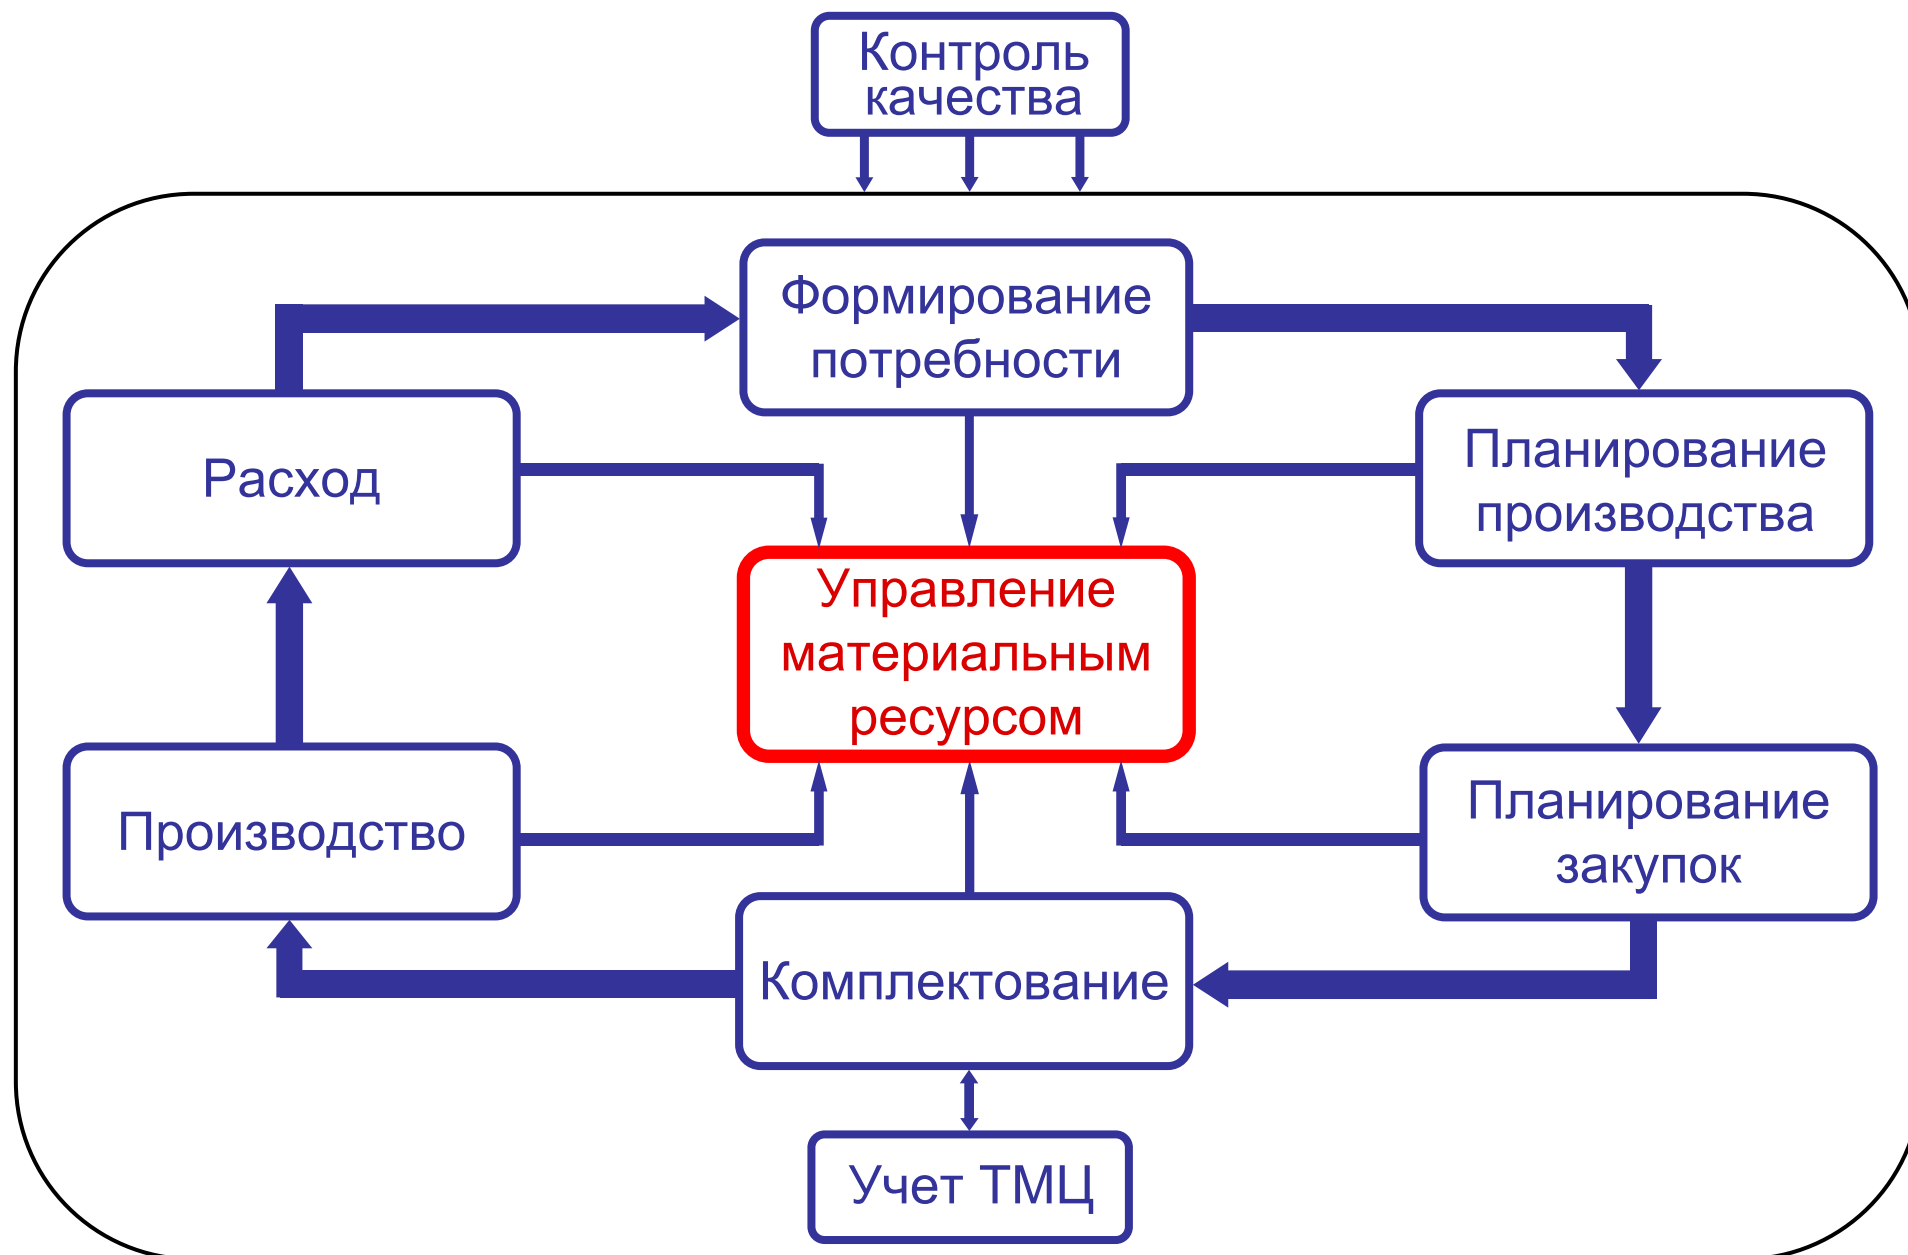 Контроль
качества
Формирование
потребности
Расход
Планирование
производства
Управление
материальным
ресурсом
Производство
Планирование
закупок
Комплектование
Учет ТМЦ